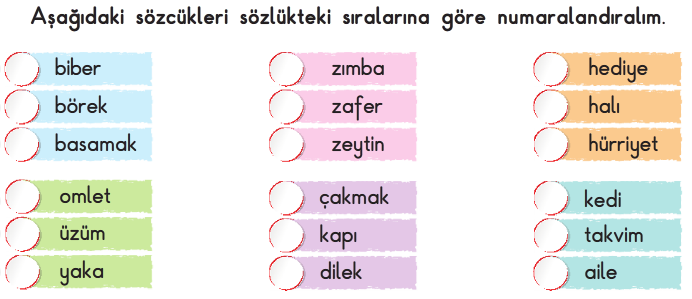 Aşağıdaki sözcükleri sözlükteki sıralarına göre numaralandıralım.
biber
börek
basamak
zımba
zafer
zeytin
hediye
halı
hürriyet
omlet
üzüm
yaka
çakmak
kapı
dilek
kedi
takvim
aile